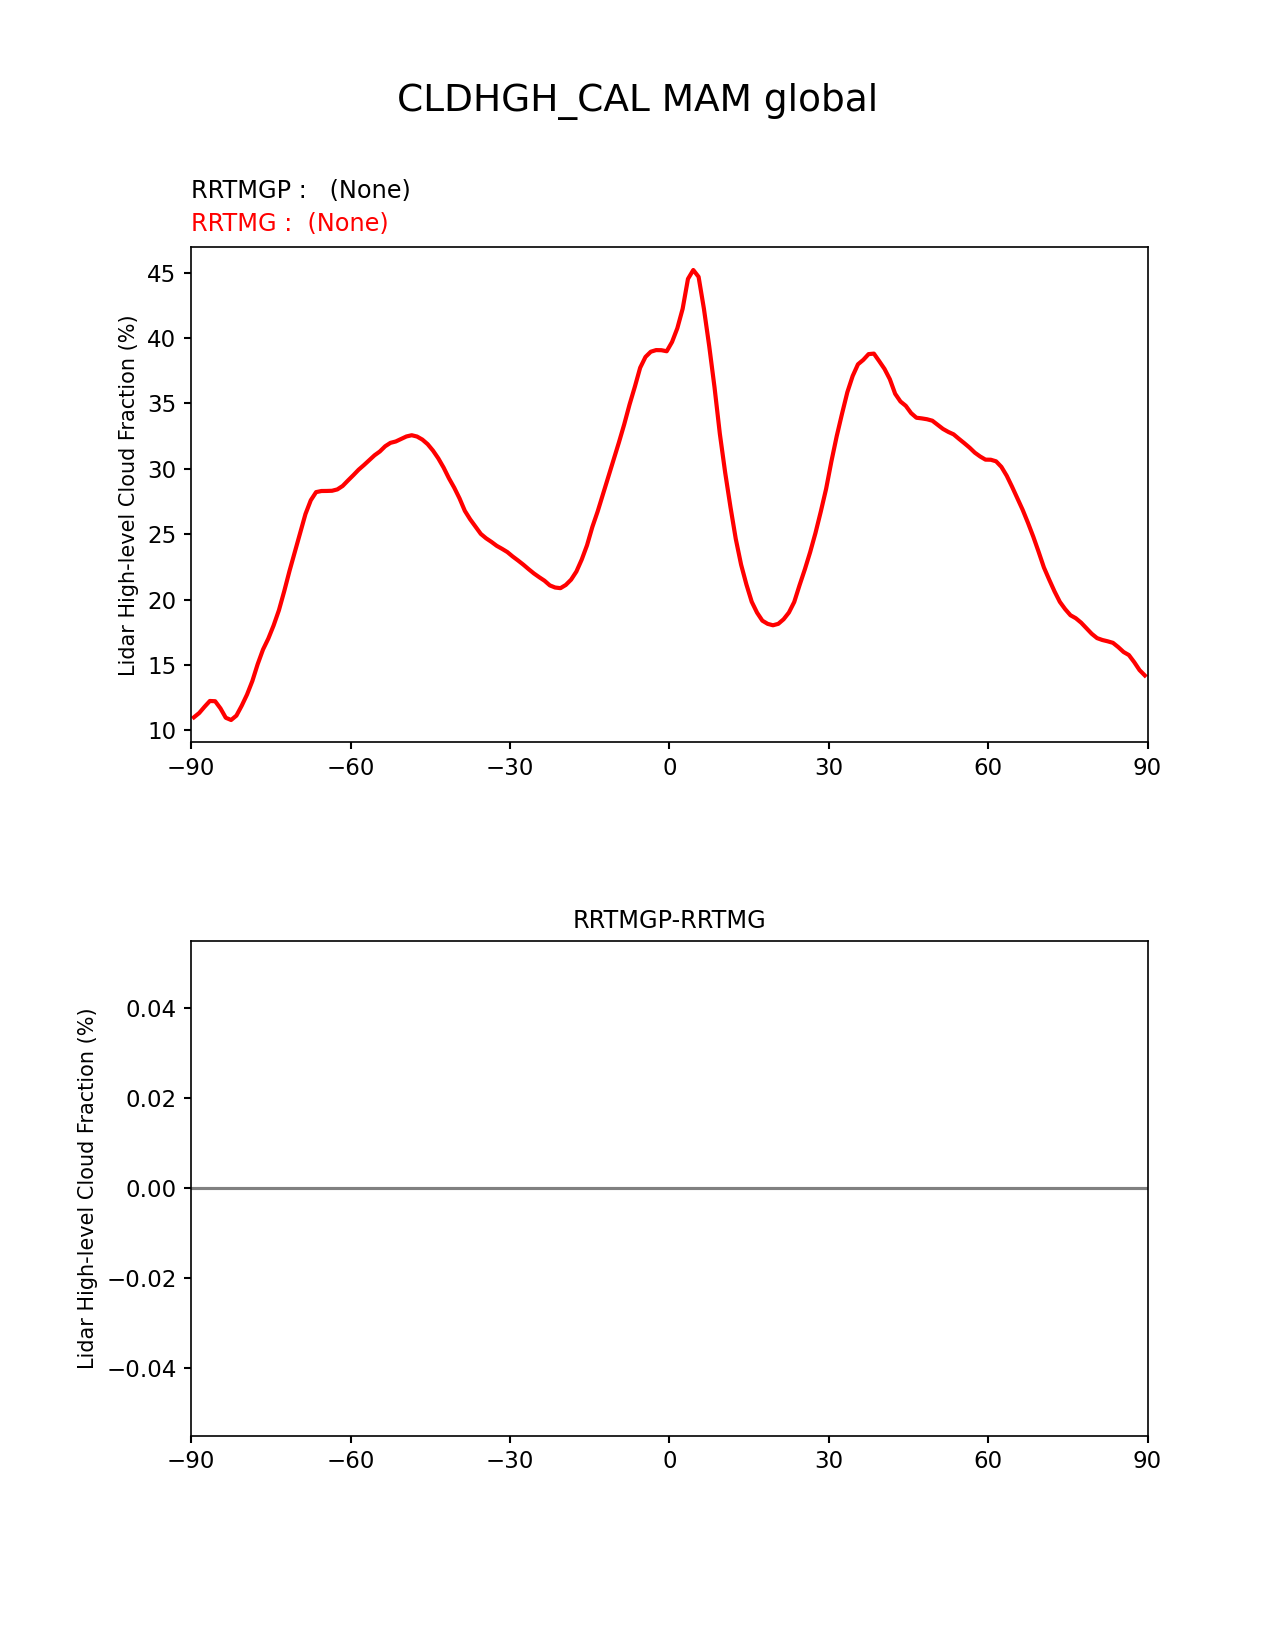 CLDHGH_CAL MAM global
RRTMGP :   (None)
RRTMG :  (None)
Lidar High-level Cloud Fraction (%)
45
40
35
30
25
20
15
10
−90 −60 −30 0 30 60 90
RRTMGP-RRTMG
Lidar High-level Cloud Fraction (%)
0.04
0.02
0.00
−0.02
−0.04
−90 −60 −30 0 30 60 90